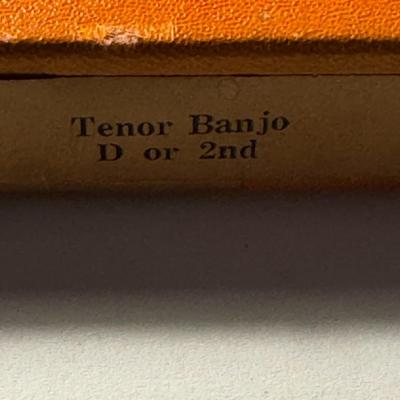 Tenor Banjo
D or 2nd